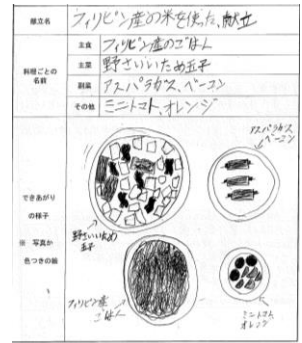 献立名 フィリピン産の米を使った、献立
料理ごとの名前
主食 フィリピン産のごはん
主菜 野さいいため玉子
副菜 アスパラガス、ベーコン
その他 ミニトマト、オレンジ
できあがりの様子
※ 写真か色つきの絵
アスパラガス
ベーコン
野さいいため
玉子
フィリピン産
ごはん
ミニトマト
オレンジ